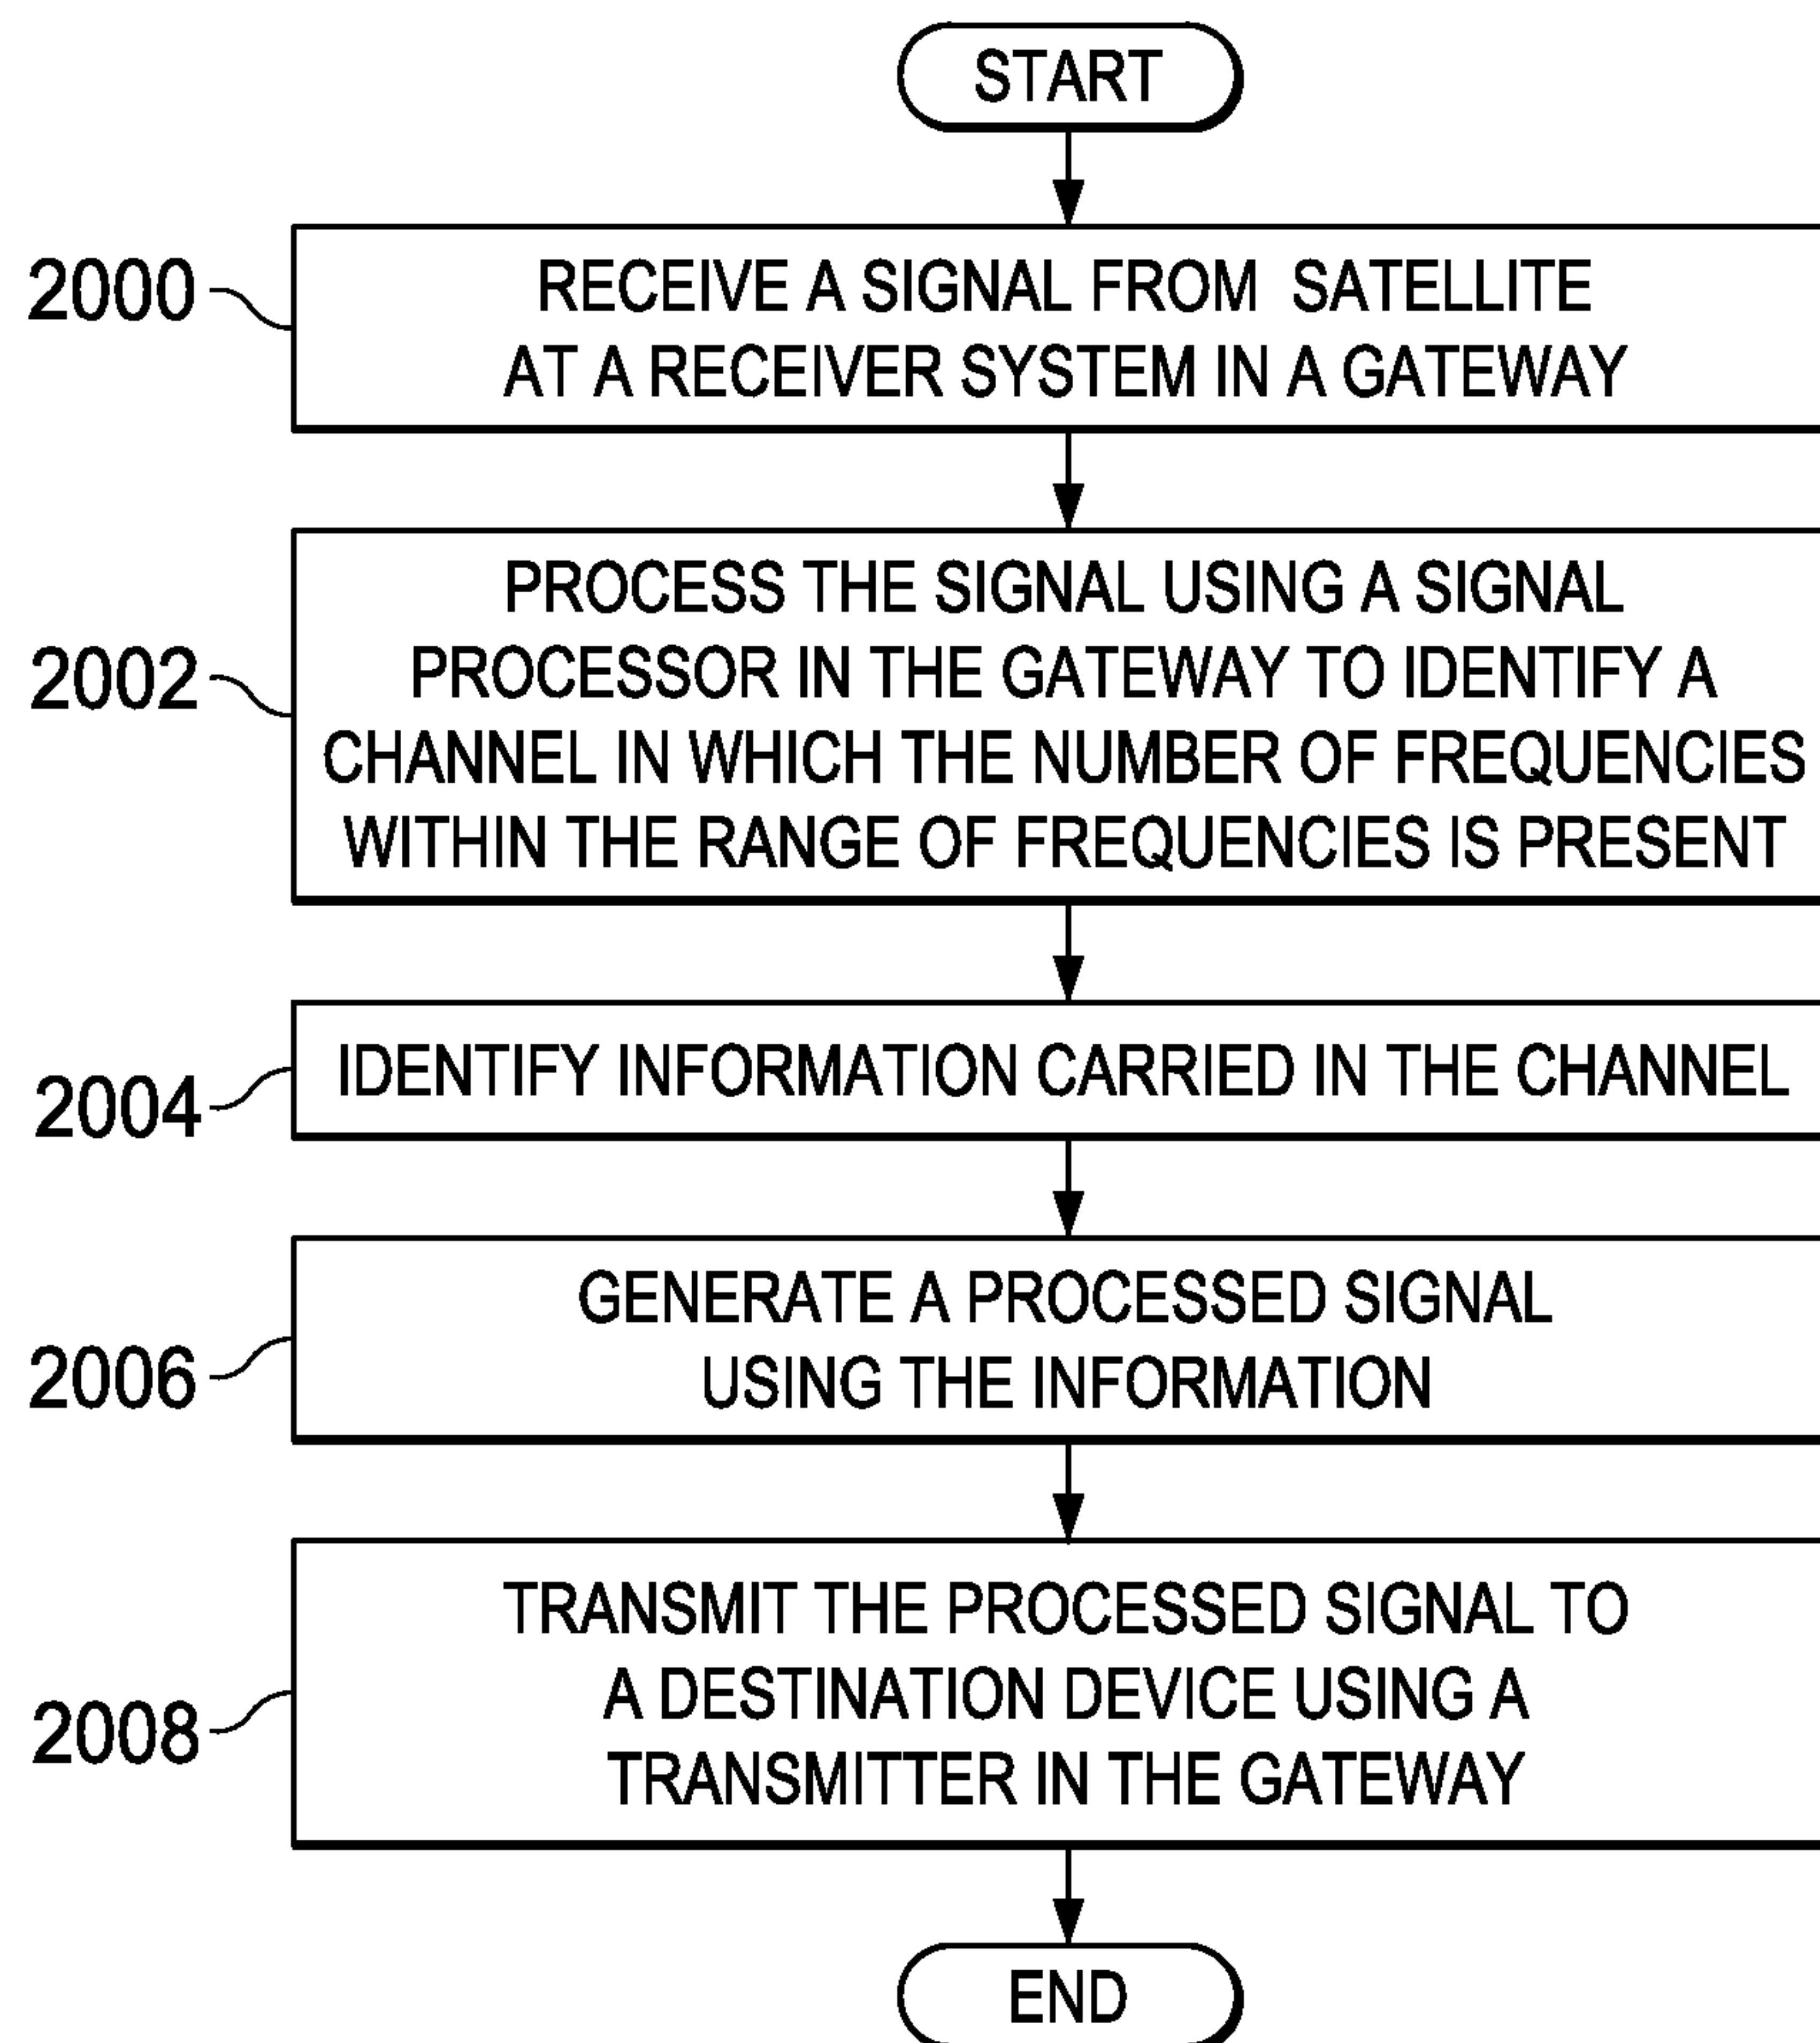 START
2000
RECEIVE A SIGNAL FROM SATELLITE
AT A RECEIVER SYSTEM IN A GATEWAY
2002
PROCESS THE SIGNAL USING A SIGNAL
PROCESSOR IN THE GATEWAY TO IDENTIFY A
CHANNEL IN WHICH THE NUMBER OF FREQUENCIES
WITHIN THE RANGE OF FREQUENCIES IS PRESENT
2004
IDENTIFY INFORMATION CARRIED IN THE CHANNEL
2006
GENERATE A PROCESSED SIGNAL
USING THE INFORMATION
2008
TRANSMIT THE PROCESSED SIGNAL TO
A DESTINATION DEVICE USING A
TRANSMITTER IN THE GATEWAY
END